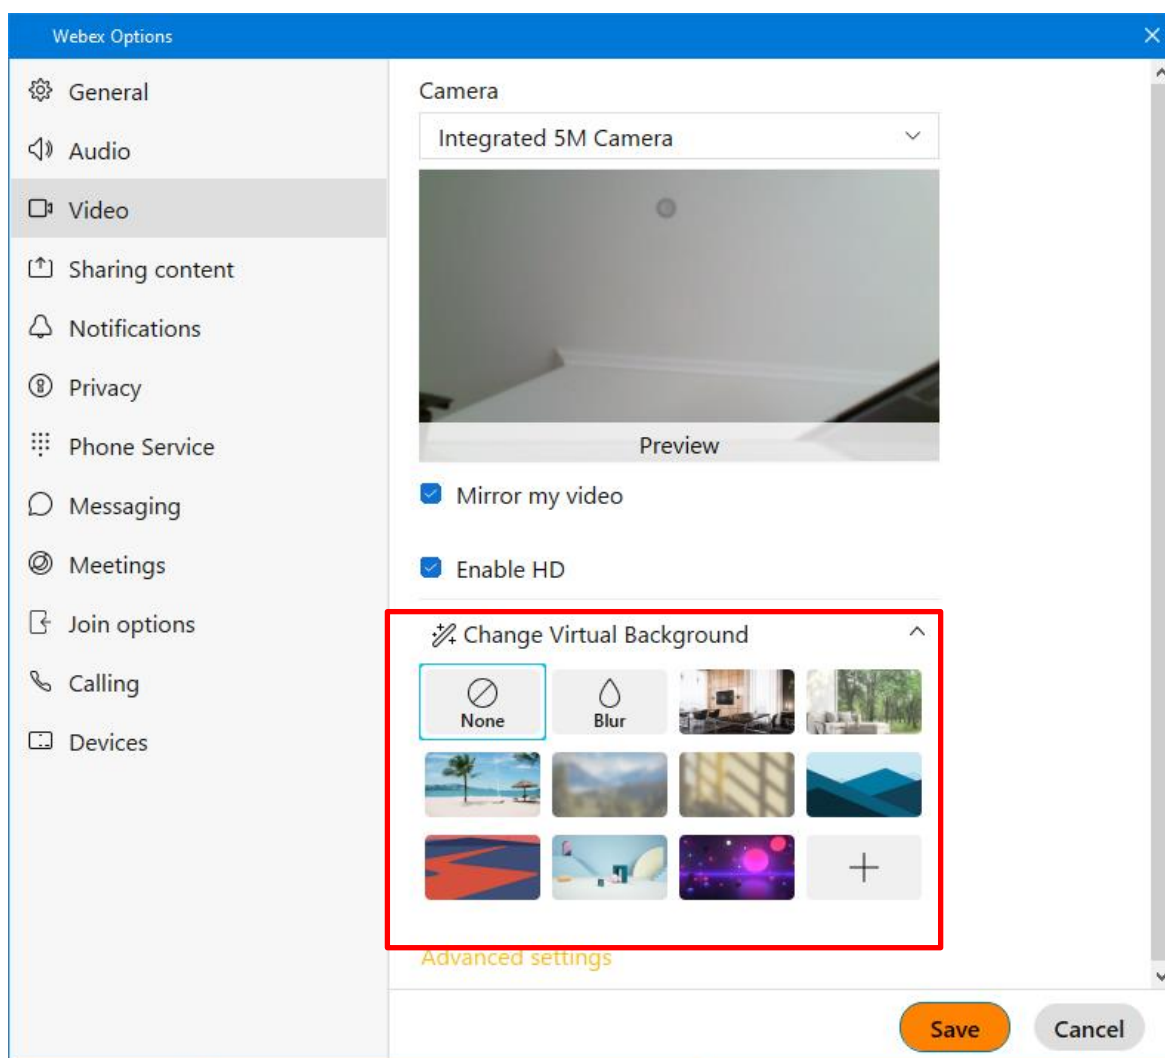 Webex Options
General
Audio
Video
Sharing content
Notifications
Privacy
Phone Service
Messaging
Meetings
Join options
Calling
Devices
Camera
Integrated 5M Camera
Preview
Mirror my video
Enable HD
Change Virtual Background
None
Blur
Advanced settings
Save
Cancel